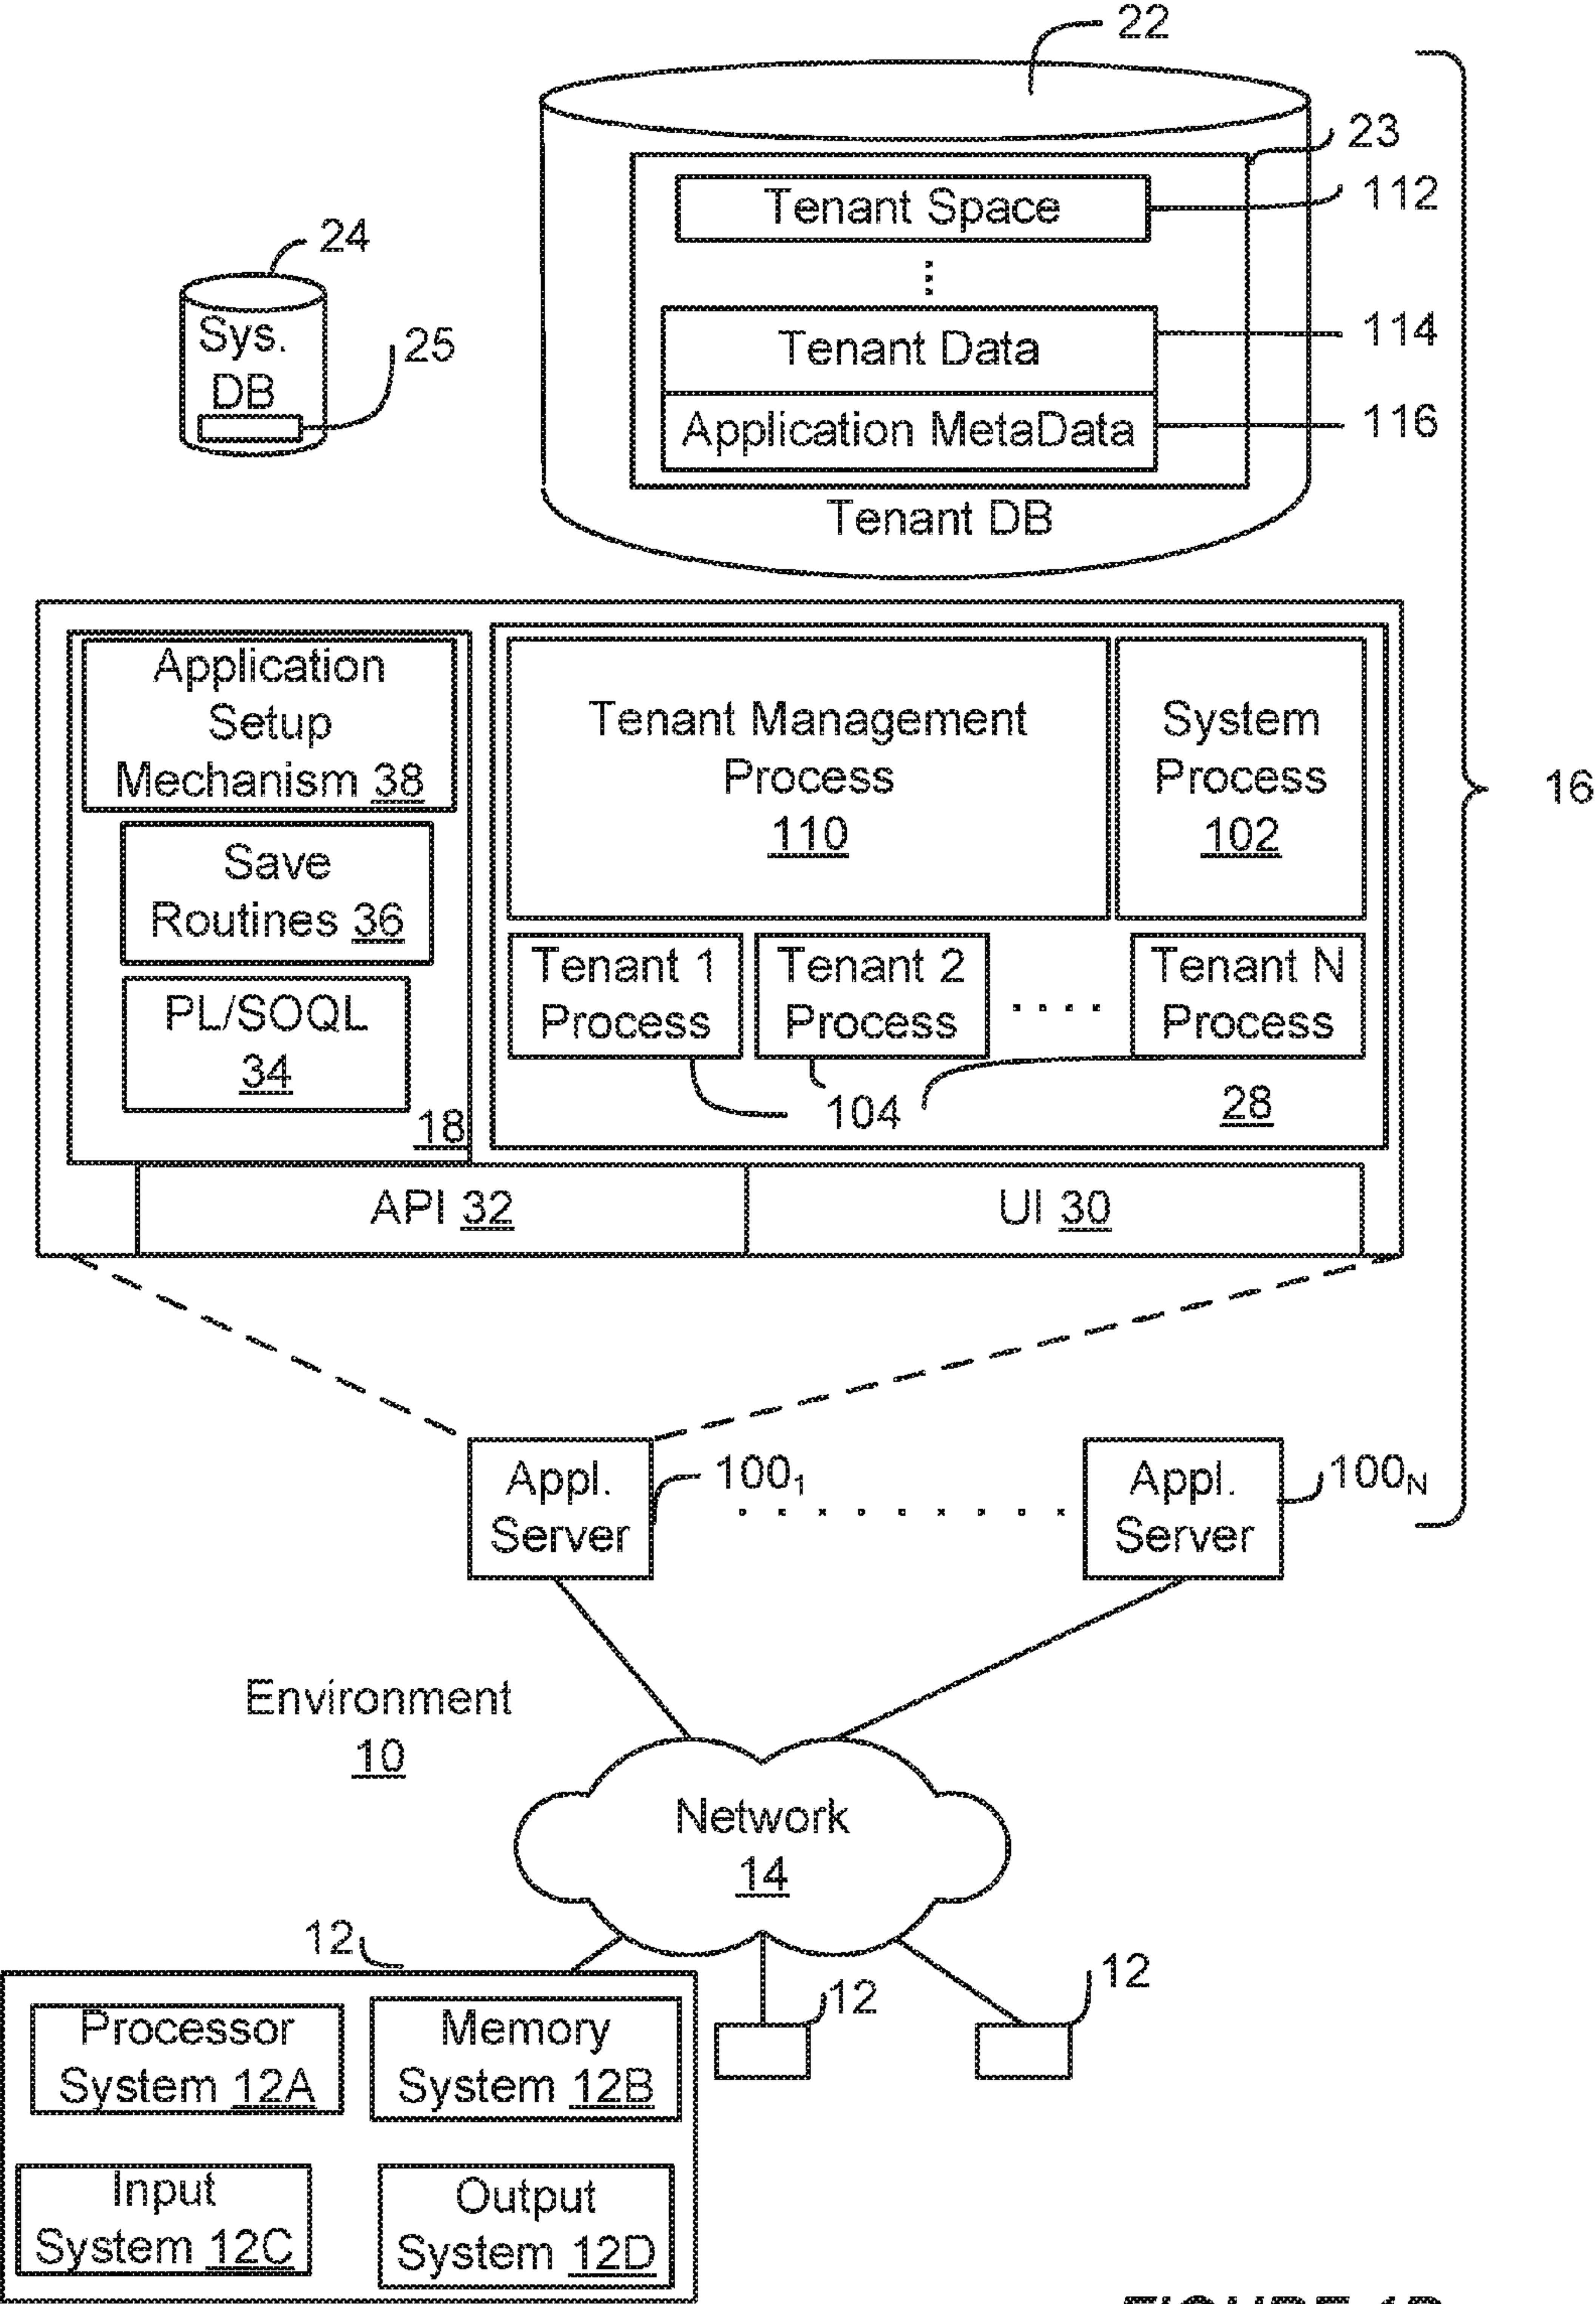 22
23
Tenant Space
112
24
Sys.
DB
25
Tenant Data
114
Application MetaData
116
Tenant DB
Application
Setup
Mechanism 38
Tenant Management
Process
110
System
Process
102
16
Save
Routines 36
Tenant 1
Process
Tenant 2
Process
Tenant N
Process
PL/SOQL
34
104
28
18
API 32
UI 30
Appl.
Server
100₁
Appl.
Server
100N
Environment
10
Network
14
12
12
12
Processor
System 12A
Memory
System 12B
Input
System 12C
Output
System 12D